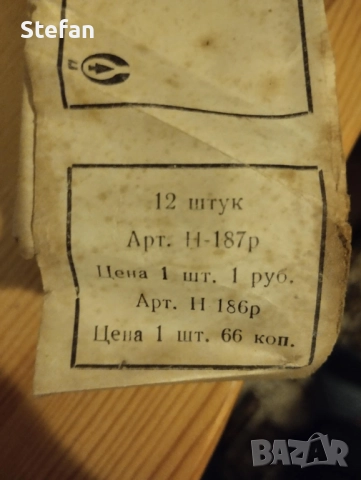 Stefan
12 штук
Арт. Н-187р
Цена 1 шт. 1 руб.
Арт. Н 186р
Цена 1 шт. 66 коп.
BAZAR